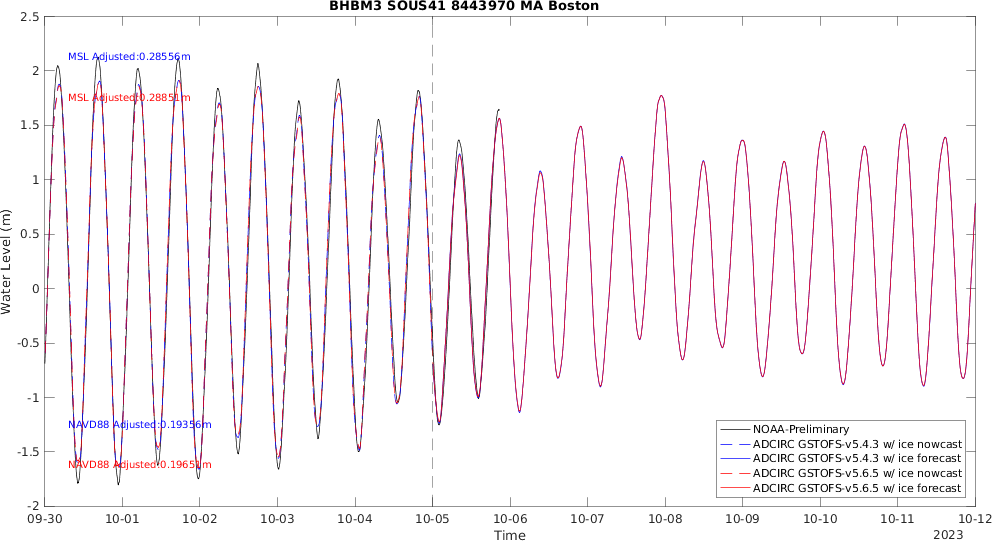 BHBM3 SOUS41 8443970 MA Boston
2.5
2
1.5
1
0.5
0
-0.5
-1
-1.5
-2
Water Level (m)
MSL Adjusted:0.28556m
MSL Adjusted:0.28851m
NAVD88 Adjusted:0.19356m
NAVD88 Adjusted:0.19651m
NOAA-Preliminary
ADCIRC GSTOFS-v5.4.3 w/ ice nowcast
ADCIRC GSTOFS-v5.4.3 w/ ice forecast
ADCIRC GSTOFS-v5.6.5 w/ ice nowcast
ADCIRC GSTOFS-v5.6.5 w/ ice forecast
09-30 10-01 10-02 10-03 10-04 10-05 10-06 10-07 10-08 10-09 10-10 10-11 10-12
Time
2023